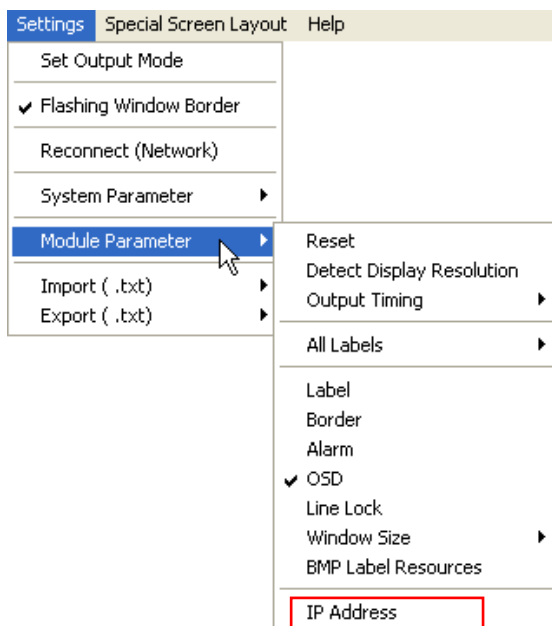 Settings Special Screen Layout Help
Set Output Mode
Flashing Window Border
Reconnect (Network)
System Parameter
Module Parameter
Import ( .txt)
Export ( .txt)
Reset
Detect Display Resolution
Output Timing
All Labels
Label
Border
Alarm
OSD
Line Lock
Window Size
BMP Label Resources
IP Address